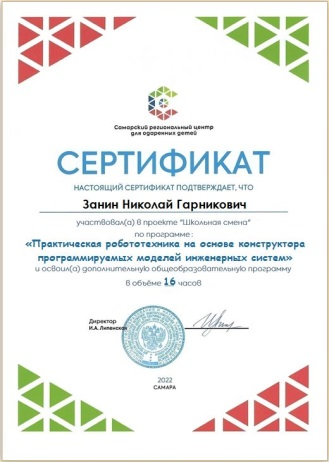 Самарский региональный центр
для одаренных детей
СЕРТИФИКАТ
НАСТОЯЩИЙ СЕРТИФИКАТ ПОДТВЕРЖДАЕТ, ЧТО
Занин Николай Гарникович
участвовал(а) в проекте "Школьная смена"
по программе:
«Практическая робототехника на основе конструктора
программируемых моделей инженерных систем»
и освоил(а) дополнительную общеобразовательную программу
в объёме 16 часов
Директор
И.А. Липенская
2022
САМАРА